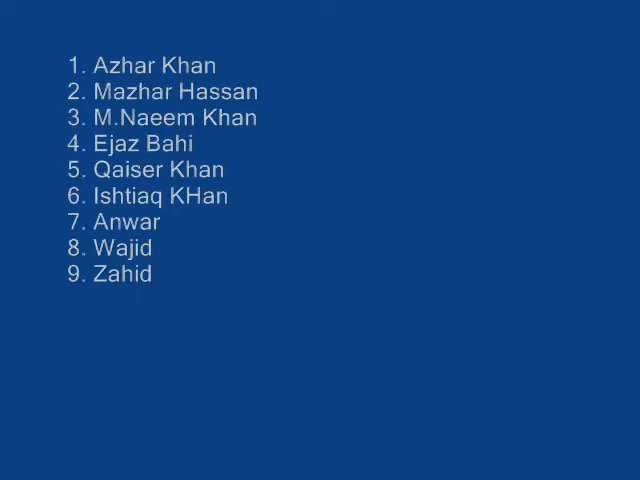 1. Azhar Khan
2. Mazhar Hassan
3. M.Naeem Khan
4. Ejaz Bahi
5. Qaiser Khan
6. Ishtiaq KHan
7. Anwar
8. Wajid
9. Zahid